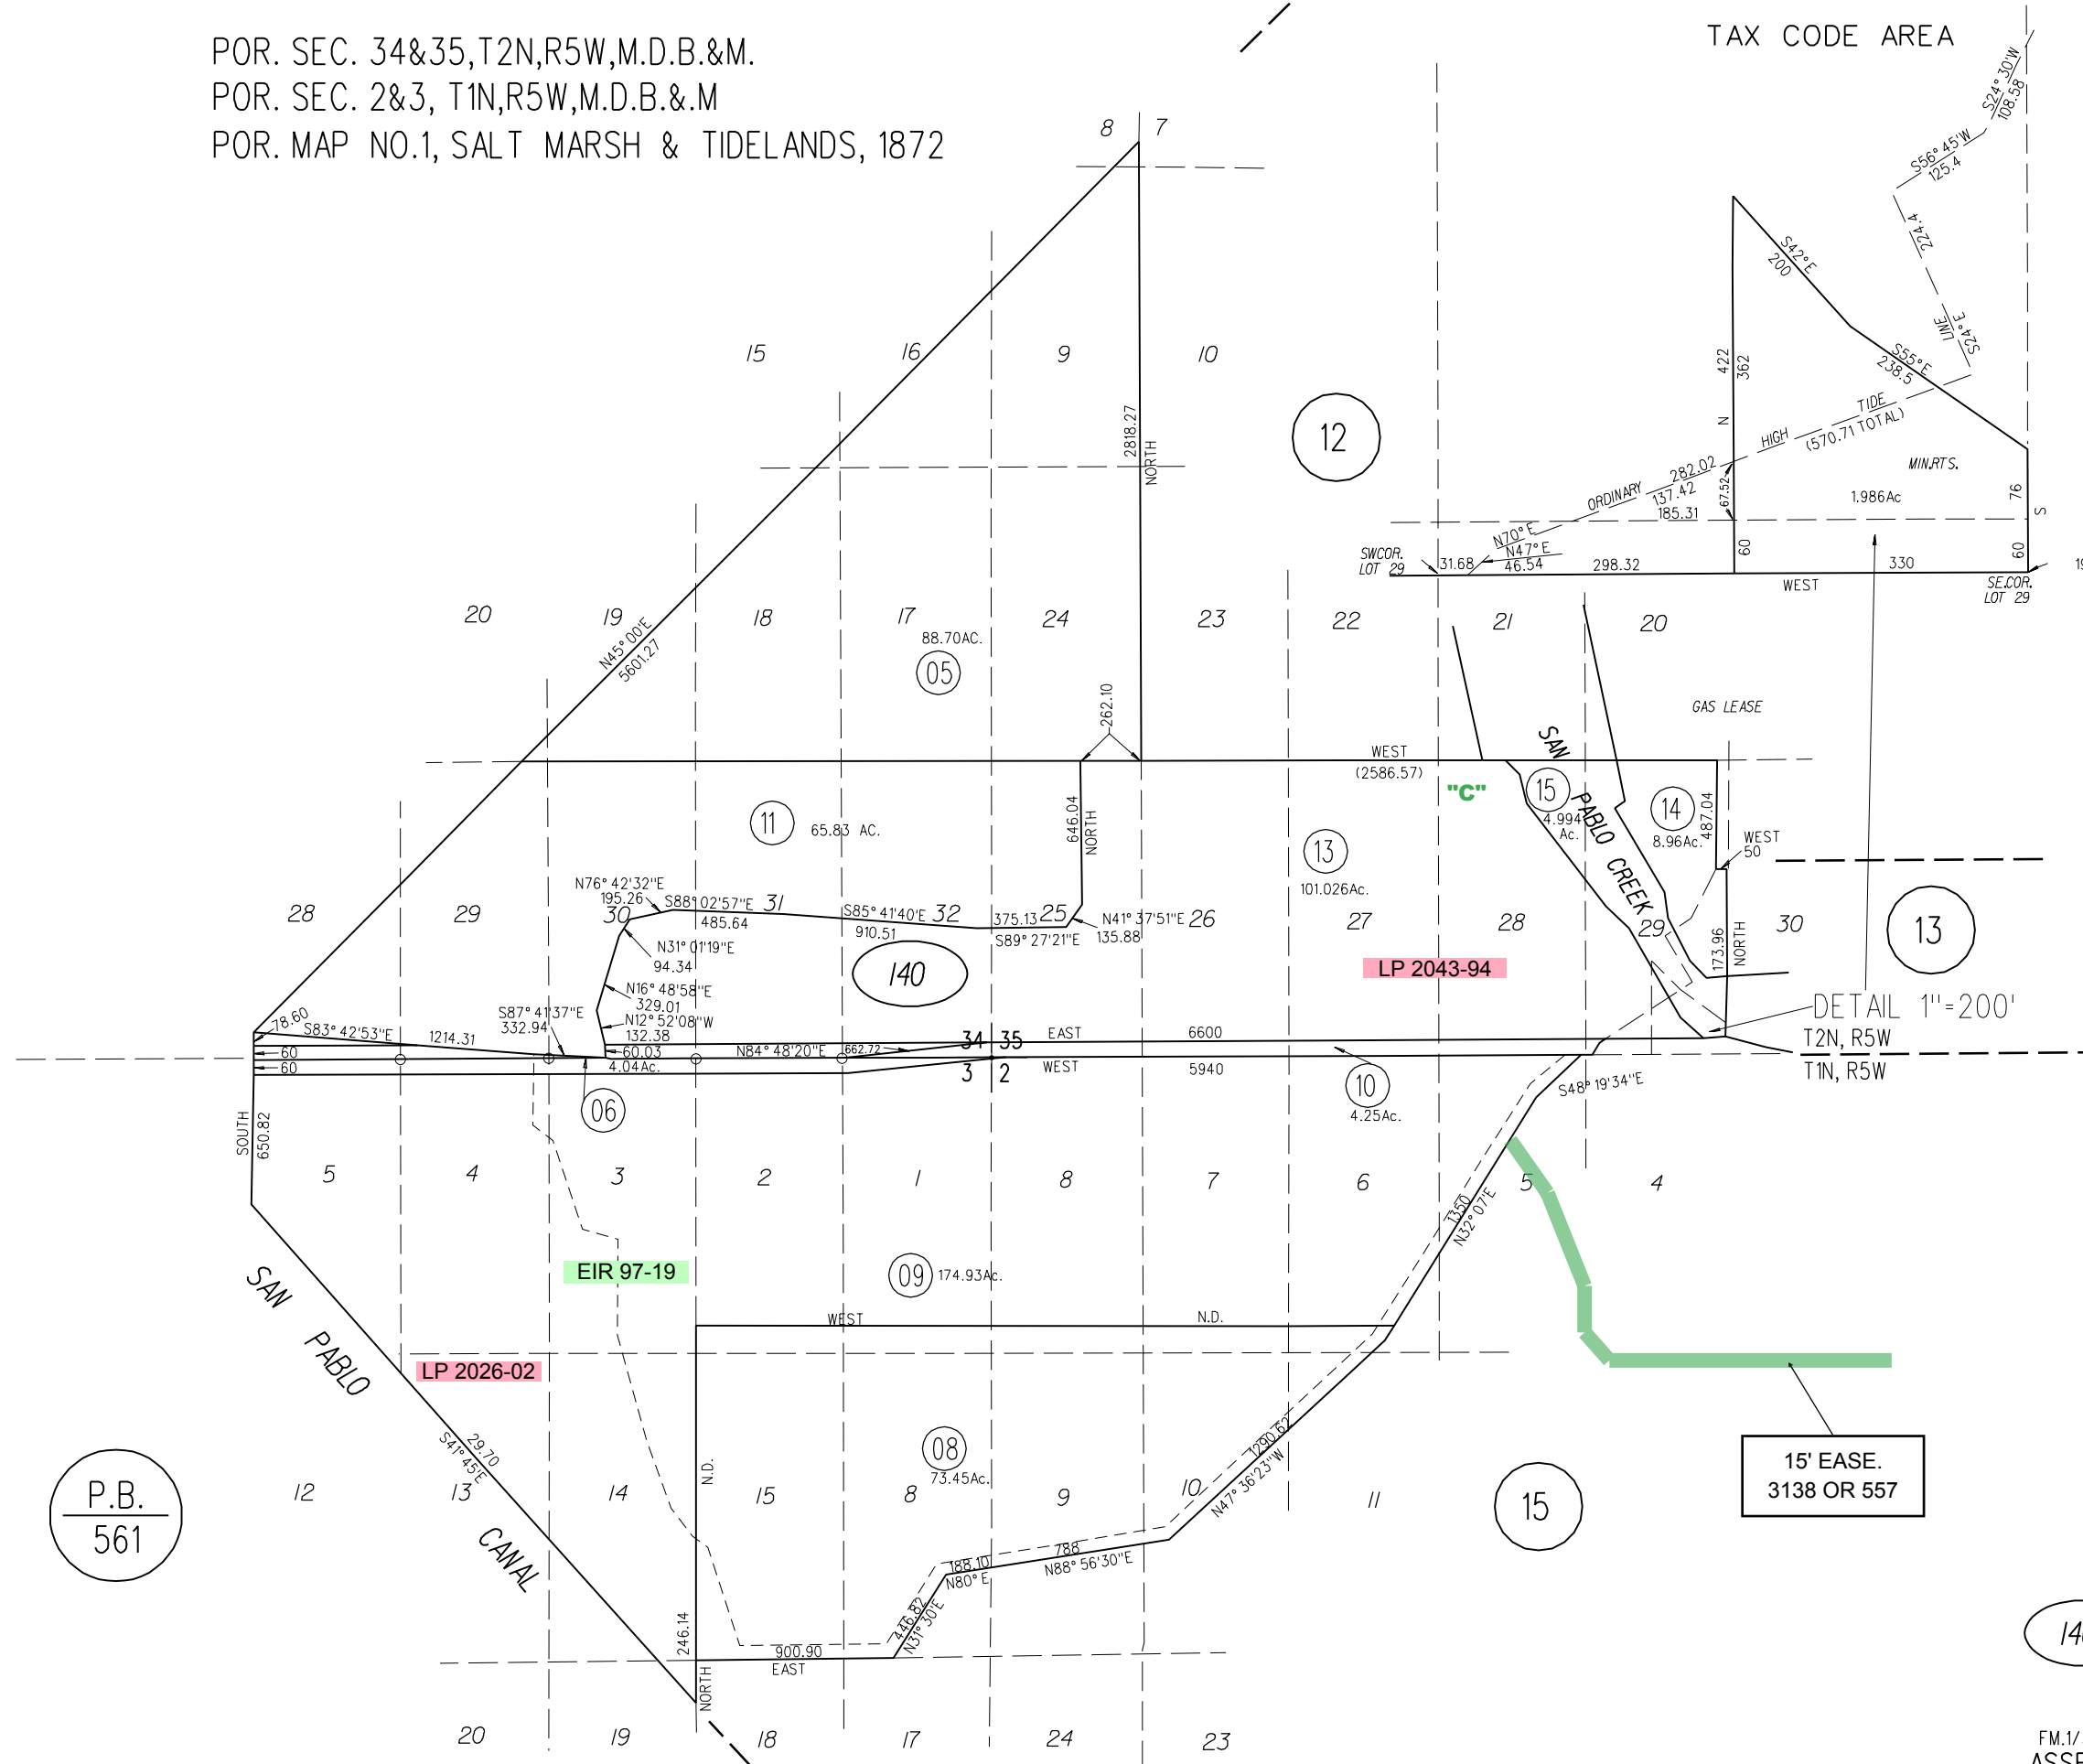 POR. SEC. 34&35,T2N,R5W,M.D.B.&M.
POR. SEC. 2&3, T1N,R5W,M.D.B.&.M
POR. MAP NO.1, SALT MARSH & TIDELANDS, 1872
TAX CODE AREA
S24° 30'W
108.58
S56° 45'W
125.4
224.4
S24° E
LINE
8 7
S42° E
200
S55° E
238.5
422
362
N
15 16 9 10
12
TIDE
HIGH
(570.71 TOTAL)
ORDINARY
282.02
137.42
185.31
67.52
MIN.RTS.
1.986Ac
76
S
60
60
N70° E
N47° E
46.54
SWCOR.
LOT 29
31.68
298.32
330
WEST
SE.COR.
LOT 29
2818.27
NORTH
20 19 18 17 24 23 22 21 20
N45° 00'E
5601.27
88.70AC.
05
262.10
GAS LEASE
WEST
(2586.57)
"C"
SAN PABLO CREEK
15
4.994
Ac.
14
8.96Ac.
487.04
WEST
50
11
65.83 AC.
646.04
NORTH
13
101.026Ac.
N76° 42'32"E
195.26
S88° 02'57"E
485.64
S85° 41'40'E
910.51
375.13
S89° 27'21"E
N41° 37'51"E
135.88
28 29 30 31 32 25 26 27 28 29 30
13
N31° 01'19"E
94.34
140
LP 2043-94
173.96
NORTH
N16° 48'58"E
329.01
N12° 52'08"W
132.38
S87° 41'37"E
332.94
78.60
S83° 42'53"E
1214.31
60
60
60.03
4.04Ac.
N84° 48'20"E
662.72
34 35
3 2
EAST
6600
WEST
5940
DETAIL 1"=200'
T2N, R5W
T1N, R5W
06
10
4.25Ac.
S48° 19'34"E
SOUTH
650.82
5 4 3 2 1 8 7 6 5 4
1350
N32° 07'E
EIR 97-19
09
174.93Ac.
WEST
N.D.
SAN PABLO CANAL
LP 2026-02
29.70
S41° 45'E
N.D.
08
73.45Ac.
1290.62
N47° 36'23"W
15' EASE.
3138 OR 557
P.B.
561
12 13 14 15 8 9 10 11
15
788
N88° 56'30"E
188.10
N80° E
446.82
N31° 30'E
246.14
NORTH
900.90
EAST
20 19 18 17 24 23